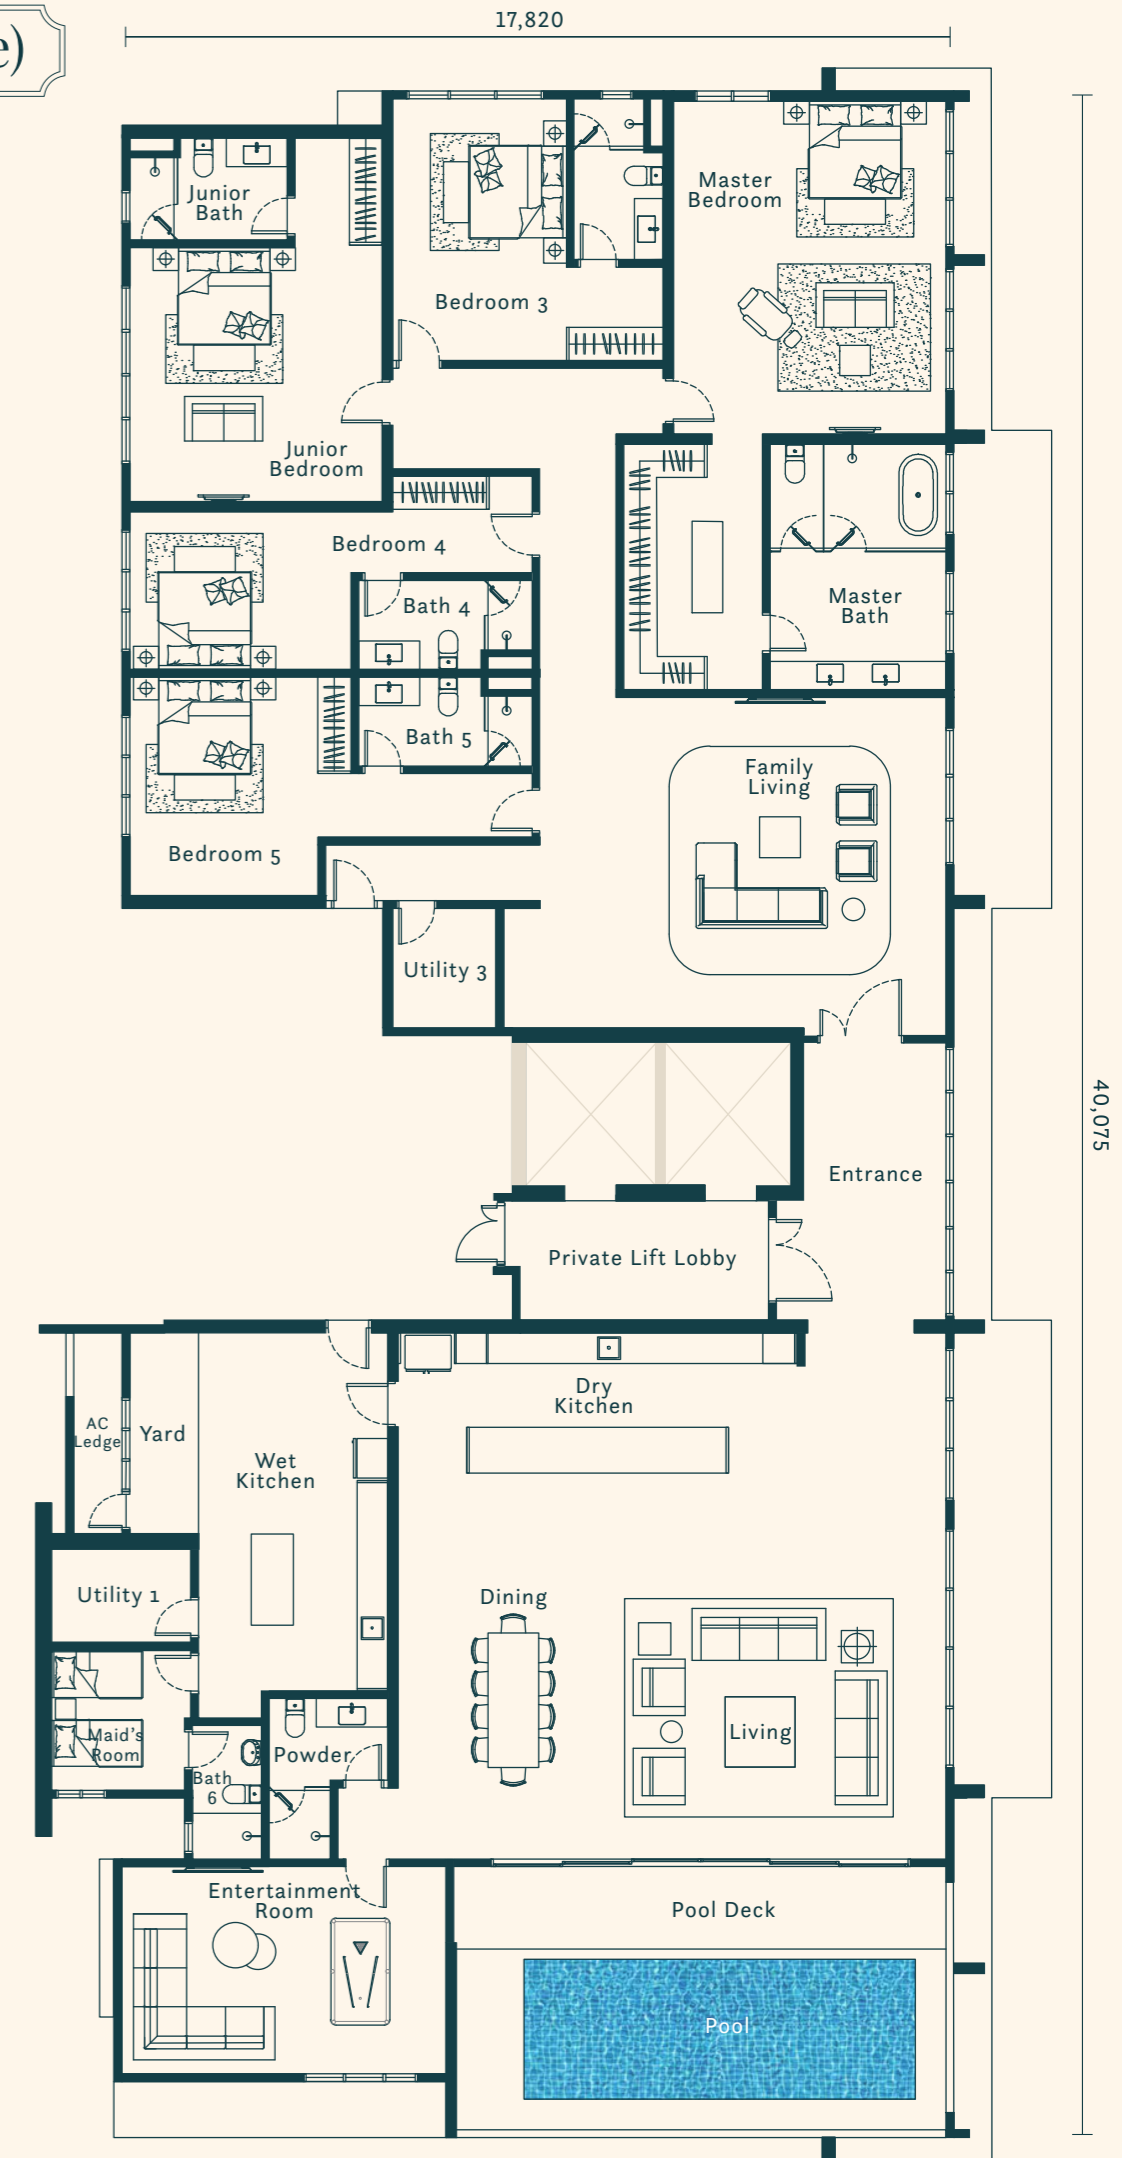 e)
17,820
Junior
Bath
Master
Bedroom
Bedroom 3
Junior
Bedroom
Bedroom 4
Bath 4
Master
Bath
Bath 5
Family
Living
Bedroom 5
Utility 3
40,075
Entrance
Private Lift Lobby
Dry
Kitchen
AC
Ledge
Yard
Wet
Kitchen
Utility 1
Dining
Maid's
Room
Living
Powder
Bath
6
Entertainment
Room
Pool Deck
Pool